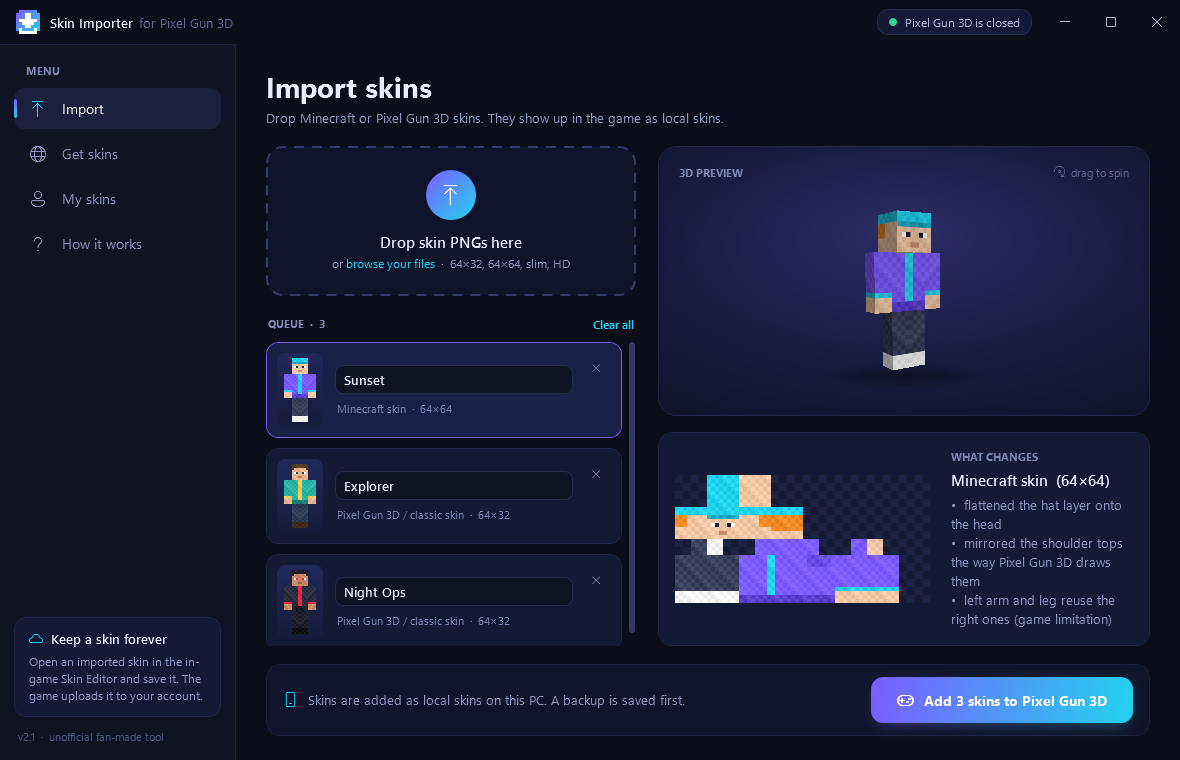 Skin Importer for Pixel Gun 3D
Pixel Gun 3D is closed
MENU
Import
Get skins
My skins
? How it works
Keep a skin forever
Open an imported skin in the in-
game Skin Editor and save it. The
game uploads it to your account.
v2.1 · unofficial fan-made tool
Import skins
Drop Minecraft or Pixel Gun 3D skins. They show up in the game as local skins.
Drop skin PNGs here
or browse your files · 64×32, 64×64, slim, HD
QUEUE · 3
Clear all
Sunset
Minecraft skin · 64×64
Explorer
Pixel Gun 3D / classic skin · 64×32
Night Ops
Pixel Gun 3D / classic skin · 64×32
3D PREVIEW
drag to spin
WHAT CHANGES
Minecraft skin (64×64)
• flattened the hat layer onto
the head
• mirrored the shoulder tops
the way Pixel Gun 3D draws
them
• left arm and leg reuse the
right ones (game limitation)
Skins are added as local skins on this PC. A backup is saved first.
Add 3 skins to Pixel Gun 3D